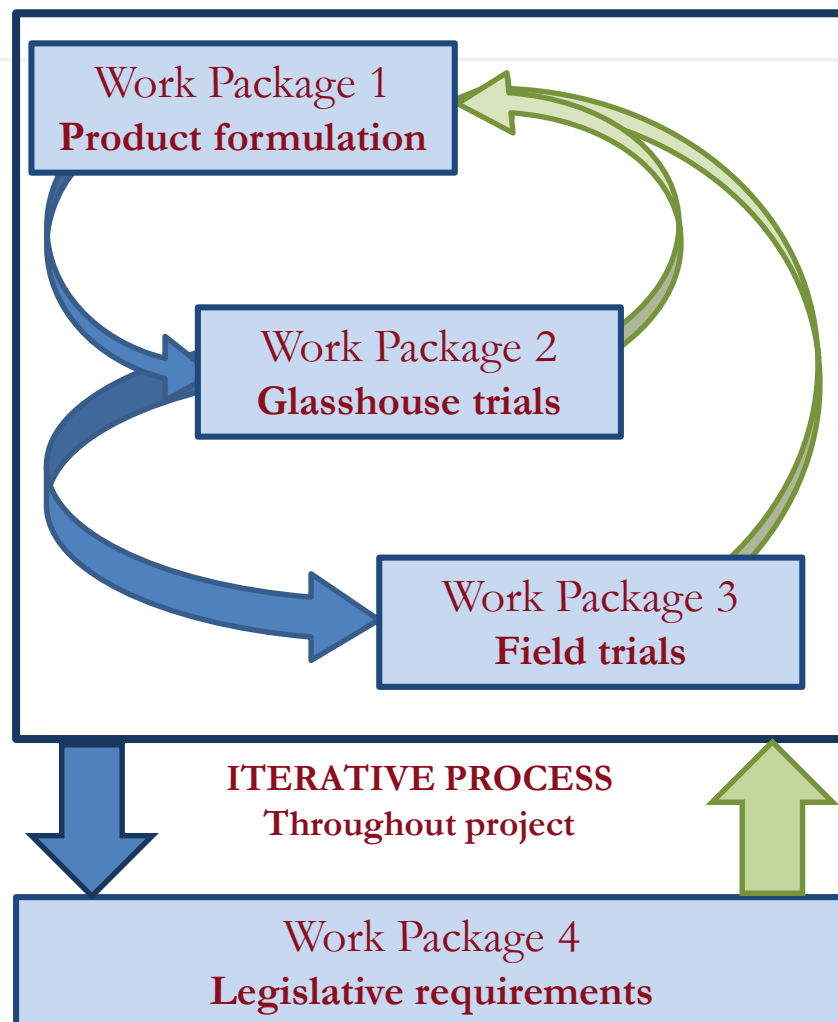 Work Package 1
Product formulation
Work Package 2
Glasshouse trials
Work Package 3
Field trials
ITERATIVE PROCESS
Throughout project
Work Package 4
Legislative requirements